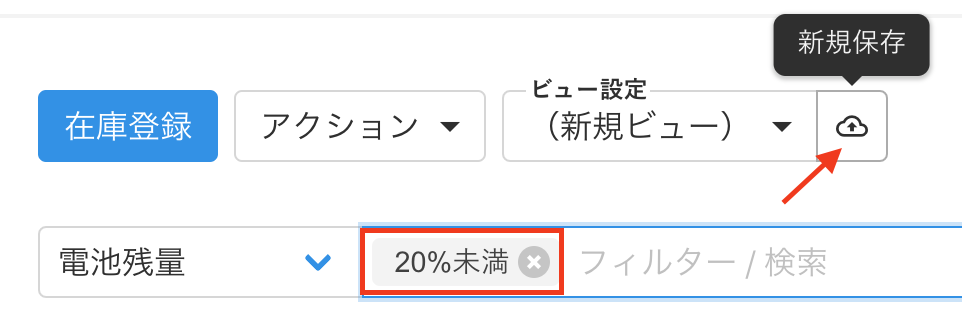 新規保存
ビュー設定
在庫登録
アクション
（新規ビュー）
電池残量
20%未満
フィルター / 検索